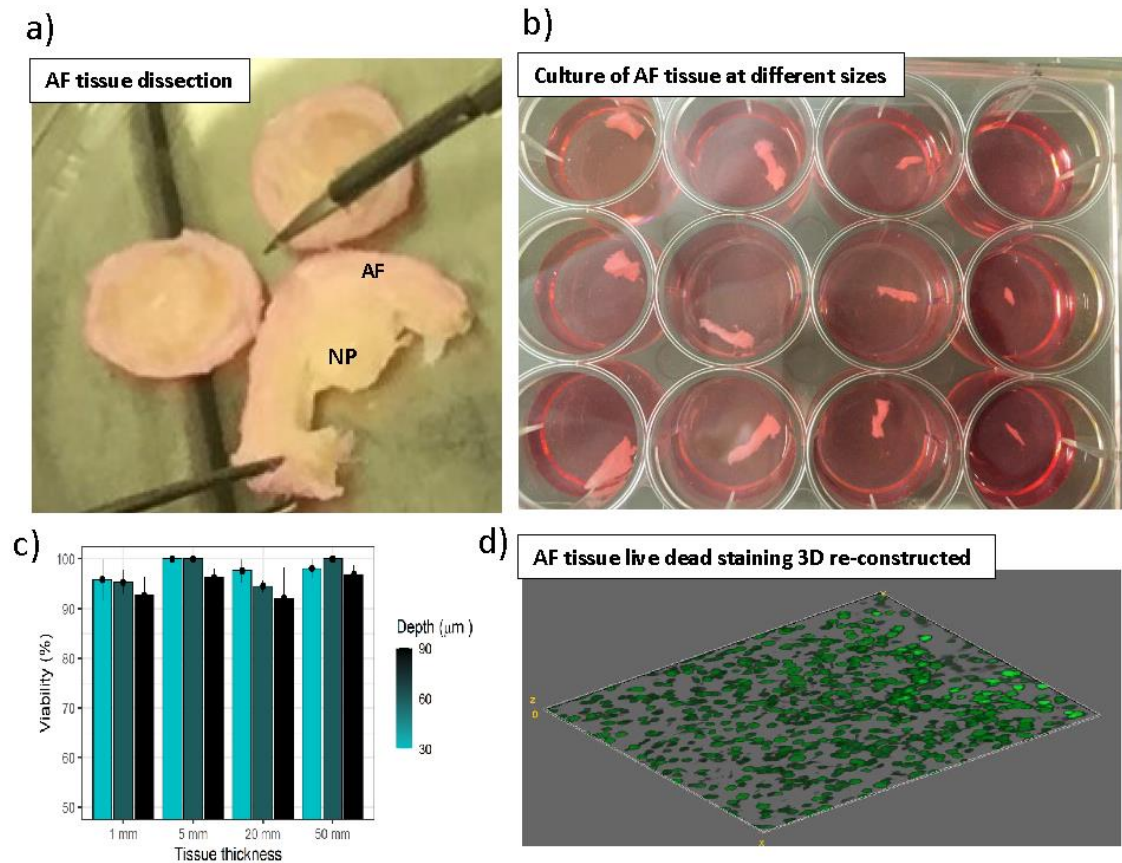 a)
AF tissue dissection
AF
NP
b)
Culture of AF tissue at different sizes
c)
100
90
80
70
60
50
Viability (%)
1 mm
5 mm
20 mm
50 mm
Tissue thickness
Depth (μm )
90
60
30
d)
AF tissue live dead staining 3D re-constructed
z
0
x